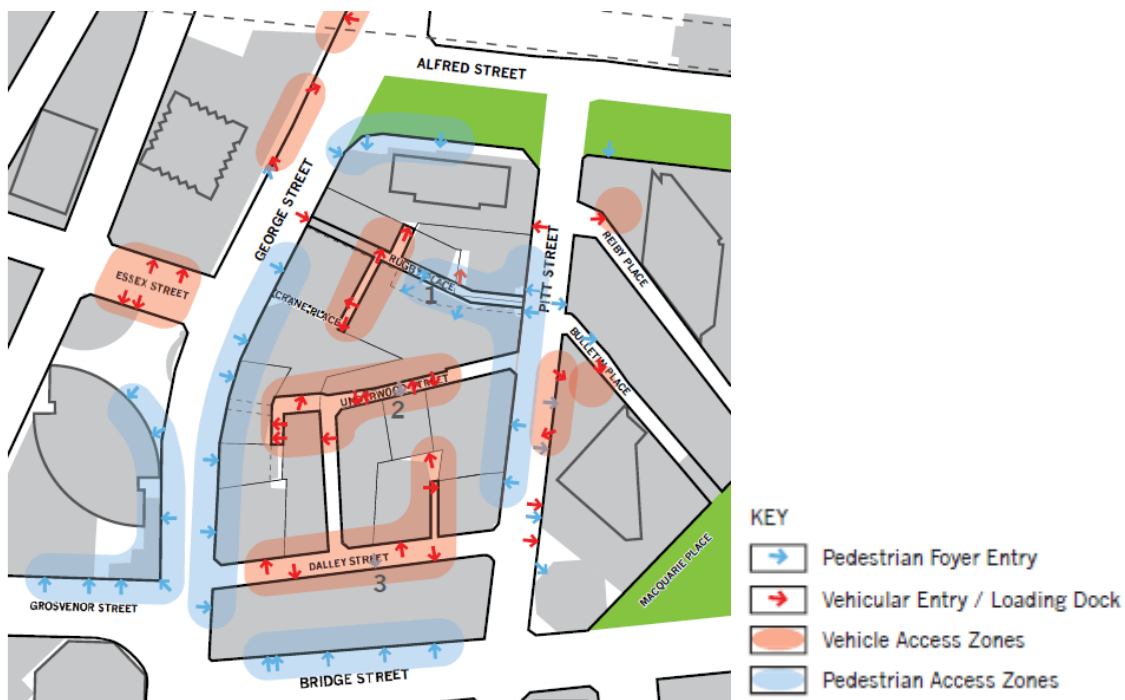 ALFRED STREET
GEORGE STREET
PITT STREET
REIBY PLACE
RUGBY PLACE
ESSEX STREET
1
CRANE PLACE
BULLETIN PLACE
UNDERWOOD STREET
2
DALLEY STREET
3
MACQUARIE PLACE
GROSVENOR STREET
BRIDGE STREET
KEY
Pedestrian Foyer Entry
Vehicular Entry / Loading Dock
Vehicle Access Zones
Pedestrian Access Zones